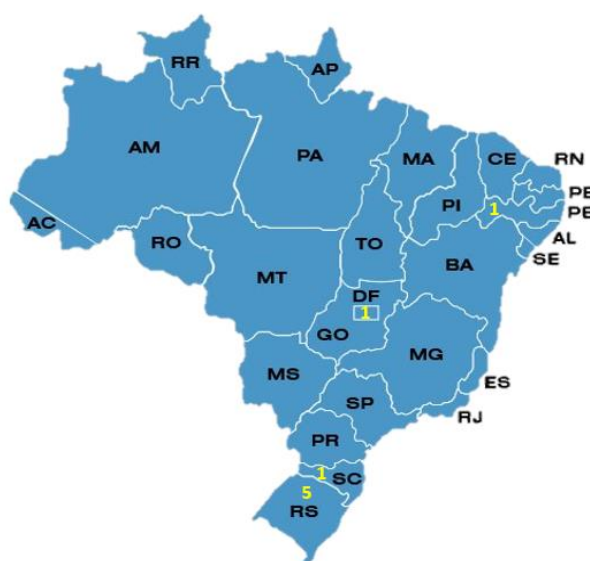 RR
AP
AM
PA
MA
CE
RN
PB
PI
1
PE
AC
AL
RO
TO
SE
BA
MT
DF
1
GO
MG
MS
ES
SP
RJ
PR
1
SC
5
RS